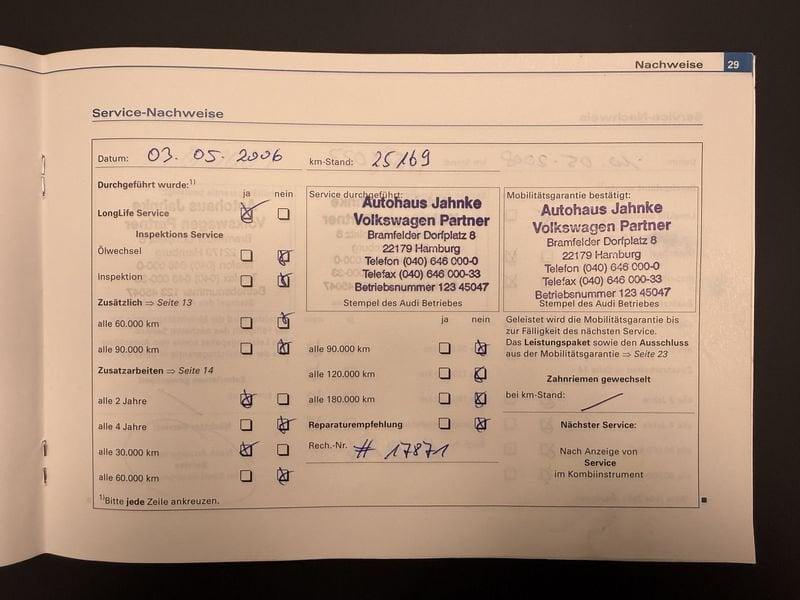 Nachweise 29
Service-Nachweise
Datum: 03. 05. 2006 km-Stand: 25169
Durchgeführt wurde:¹⁾
ja nein
LongLife Service
Inspektions Service
Ölwechsel
Inspektion
Zusätzlich ⇒ Seite 13
alle 60.000 km
alle 90.000 km
Zusatzarbeiten ⇒ Seite 14
alle 2 Jahre
alle 4 Jahre
alle 30.000 km
alle 60.000 km
¹⁾Bitte jede Zeile ankreuzen.
Service durchgeführt:
Autohaus Jahnke
Volkswagen Partner
Bramfelder Dorfplatz 8
22179 Hamburg
Telefon (040) 646 000-0
Telefax (040) 646 000-33
Betriebsnummer 123 45047
Stempel des Audi Betriebes
ja nein
alle 90.000 km
alle 120.000 km
alle 180.000 km
Reparaturempfehlung
Rech.-Nr. # 17871
Mobilitätsgarantie bestätigt:
Autohaus Jahnke
Volkswagen Partner
Bramfelder Dorfplatz 8
22179 Hamburg
Telefon (040) 646 000-0
Telefax (040) 646 000-33
Betriebsnummer 123 45047
Stempel des Audi Betriebes
Geleistet wird die Mobilitätsgarantie bis
zur Fälligkeit des nächsten Service.
Das Leistungspaket sowie den Ausschluss
aus der Mobilitätsgarantie ⇒ Seite 23
Zahnriemen gewechselt
bei km-Stand:
Nächster Service:
Nach Anzeige von
Service
im Kombiinstrument